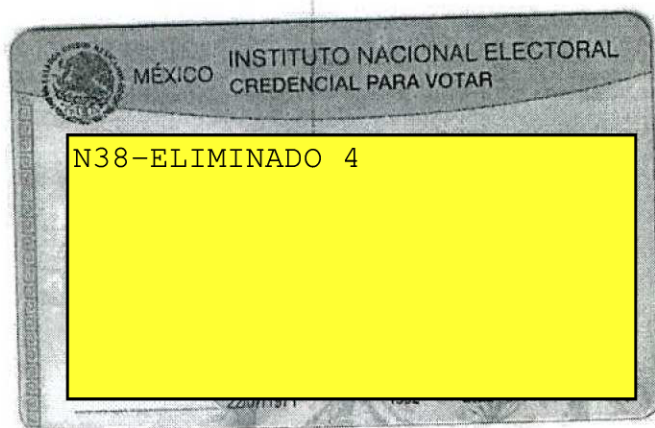 MÉXICO
INSTITUTO NACIONAL ELECTORAL
CREDENCIAL PARA VOTAR
N38-ELIMINADO 4